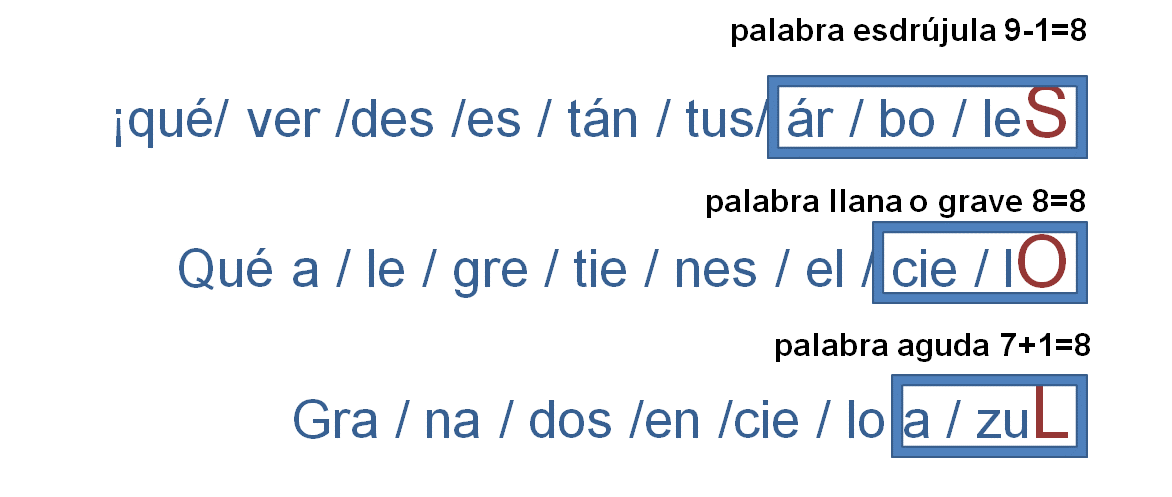 palabra esdrújula 9-1=8
¡qué/ ver /des /es / tán / tus/ ár / bo / leS
palabra llana o grave 8=8
Qué a / le / gre / tie / nes / el / cie / lO
palabra aguda 7+1=8
Gra / na / dos /en /cie / lo a / zuL